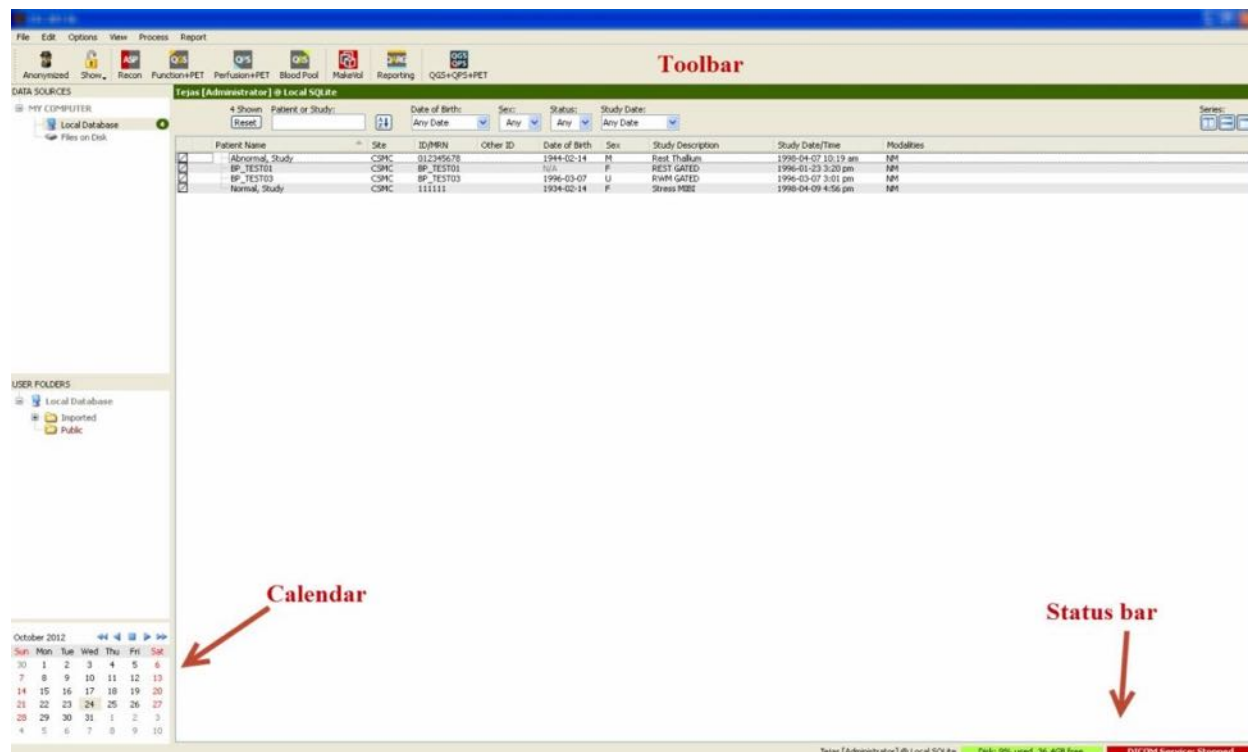 File Edit Options View Process Report
Anonymized Show Recon Function+PET Perfusion+PET Blood Pool MakeVol Reporting QGS+QPS+PET
Toolbar
DATA SOURCES
MY COMPUTER
Local Database 4
Files on Disk
Tejas [Administrator] @ Local SQLite
4 Shown Patient or Study: Date of Birth: Sex: Status: Study Date: Series:
Reset Any Date Any Any Any Date
Patient Name Site ID/MRN Other ID Date of Birth Sex Study Description Study Date/Time Modalities
Abnormal, Study CSMC 012345678 1944-02-14 M Rest Thallium 1998-04-07 10:19 am NM
BP_TEST01 CSMC BP_TEST01 N/A F REST GATED 1996-01-23 3:20 pm NM
BP_TEST03 CSMC BP_TEST03 1996-03-07 U RWM GATED 1996-03-07 3:01 pm NM
Normal, Study CSMC 111111 1934-02-14 F Stress MIBI 1998-04-09 4:56 pm NM
USER FOLDERS
Local Database
Imported
Public
Calendar
Status bar
October 2012
Sun Mon Tue Wed Thu Fri Sat
30 1 2 3 4 5 6
7 8 9 10 11 12 13
14 15 16 17 18 19 20
21 22 23 24 25 26 27
28 29 30 31 1 2 3
4 5 6 7 8 9 10
Tejas [Administrator] @ Local SQLite Disk: 9% used, 36.4GB free DICOM Service: Stopped